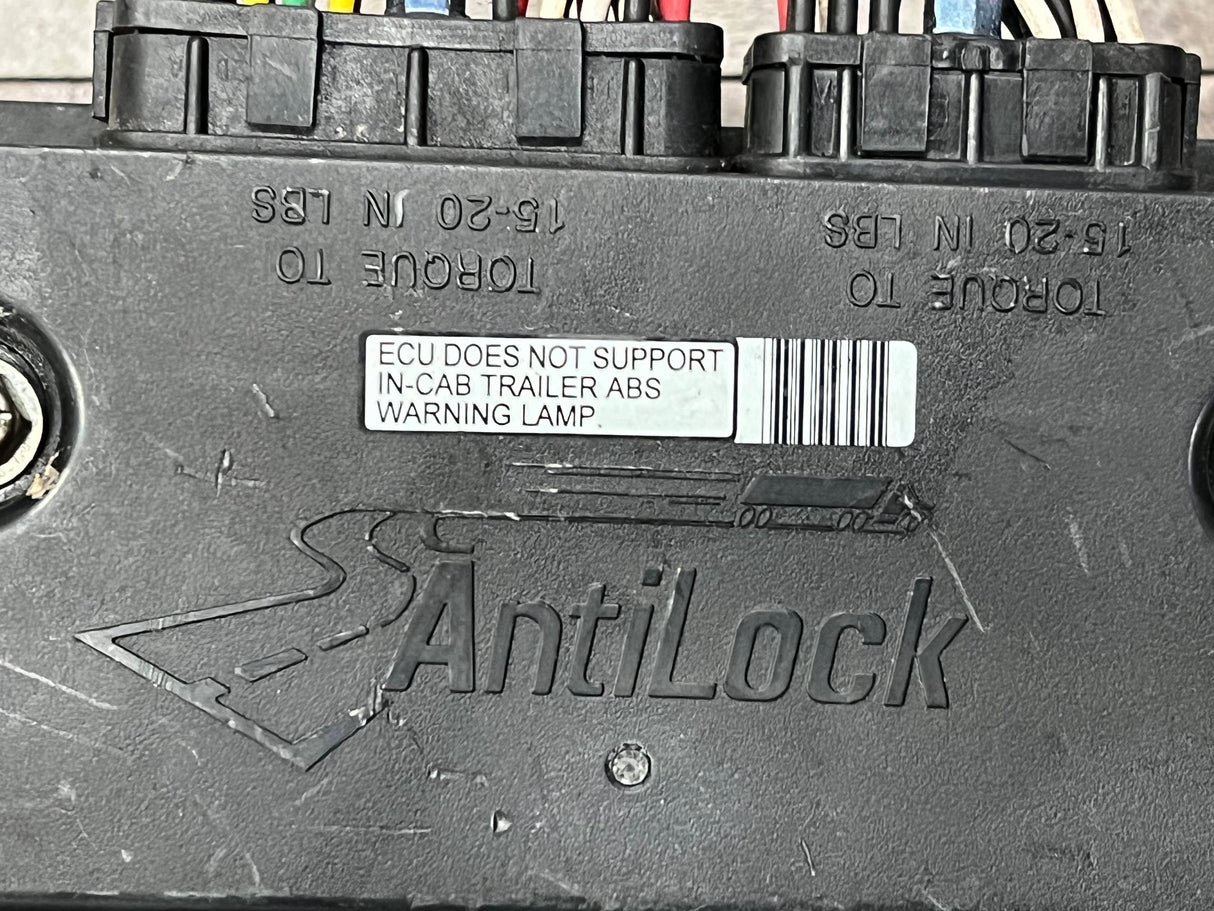 TORQUE TO
15-20 IN LBS
TORQUE TO
15-20 IN LBS
ECU DOES NOT SUPPORT
IN-CAB TRAILER ABS
WARNING LAMP.
AntiLock